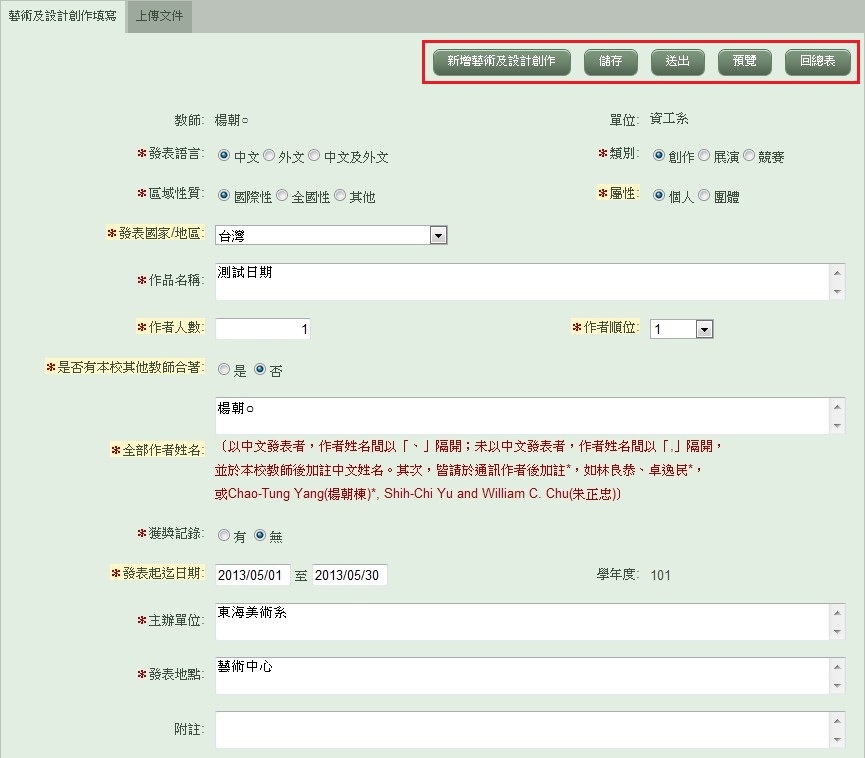 藝術及設計創作填寫 上傳文件
新增藝術及設計創作 儲存 送出 預覽 回總表
教師: 楊朝○ 單位: 資工系
*發表語言: 中文 外文 中文及外文 *類別: 創作 展演 競賽
*區域性質: 國際性 全國性 其他 *屬性: 個人 團體
*發表國家/地區: 台灣
*作品名稱: 測試日期
*作者人數: 1 *作者順位: 1
*是否有本校其他教師合著: 是 否
*全部作者姓名: 楊朝○
〔以中文發表者，作者姓名間以「、」隔開；未以中文發表者，作者姓名間以「,」隔開，
並於本校教師後加註中文姓名。其次，皆請於通訊作者後加註*，如林良恭、卓逸民*，
或Chao-Tung Yang(楊朝棟)*, Shih-Chi Yu and William C. Chu(朱正忠)〕
*獲獎記錄: 有 無
*發表起迄日期: 2013/05/01 至 2013/05/30 學年度: 101
*主辦單位: 東海美術系
*發表地點: 藝術中心
附註: